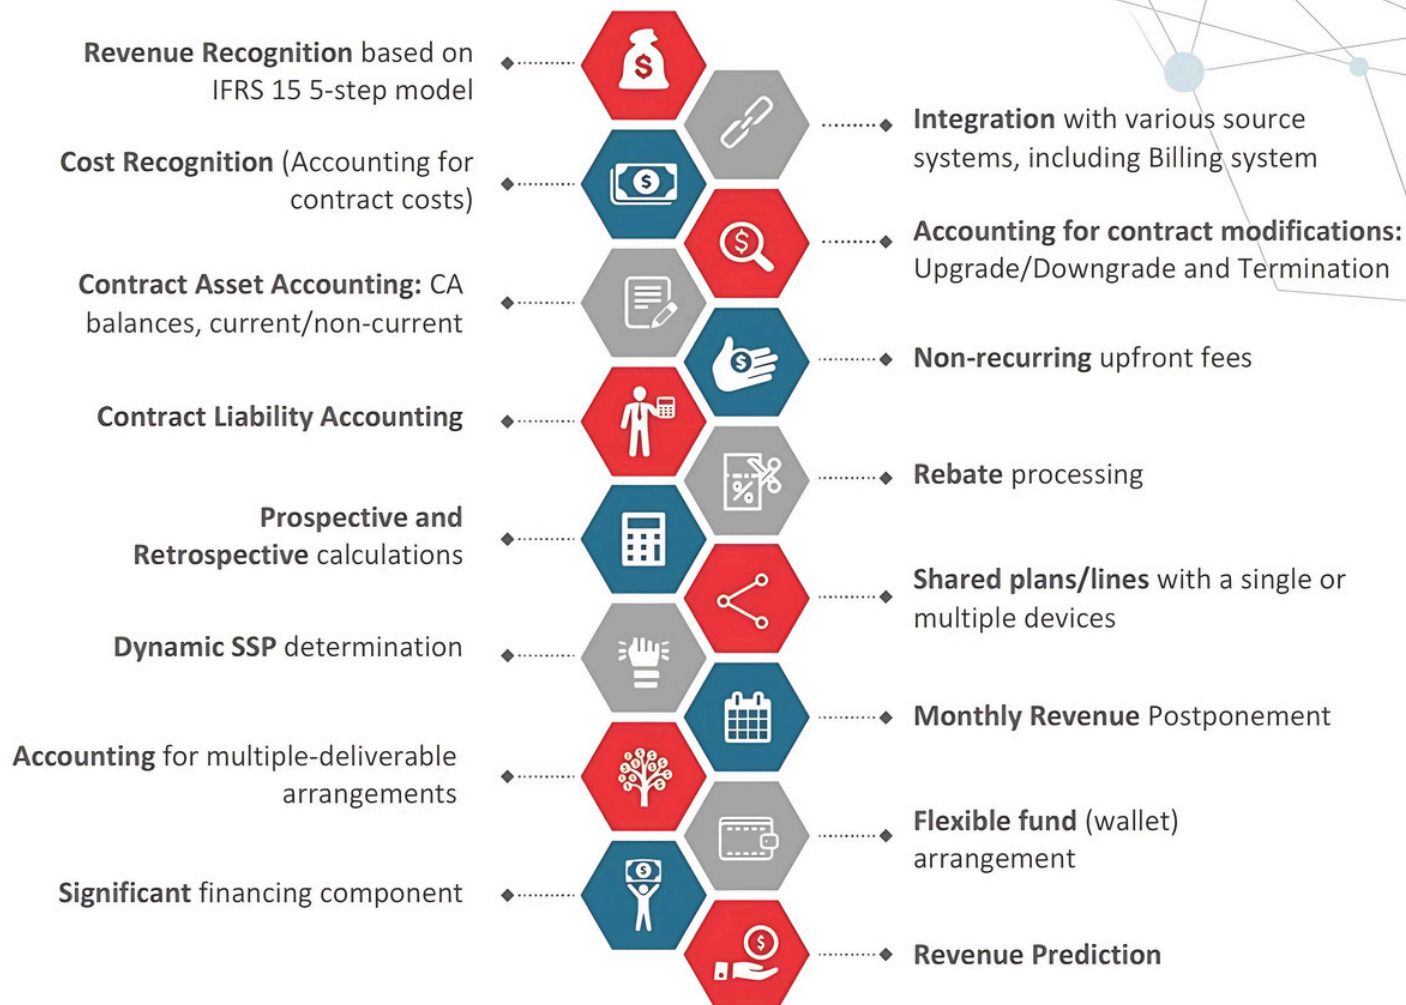 Revenue Recognition based on
IFRS 15 5-step model
Integration with various source
systems, including Billing system
Cost Recognition (Accounting for
contract costs)
Accounting for contract modifications:
Upgrade/Downgrade and Termination
Contract Asset Accounting: CA
balances, current/non-current
Non-recurring upfront fees
Contract Liability Accounting
Rebate processing
Prospective and
Retrospective calculations
Shared plans/lines with a single or
multiple devices
Dynamic SSP determination
Monthly Revenue Postponement
Accounting for multiple-deliverable
arrangements
Flexible fund (wallet)
arrangement
Significant financing component
Revenue Prediction